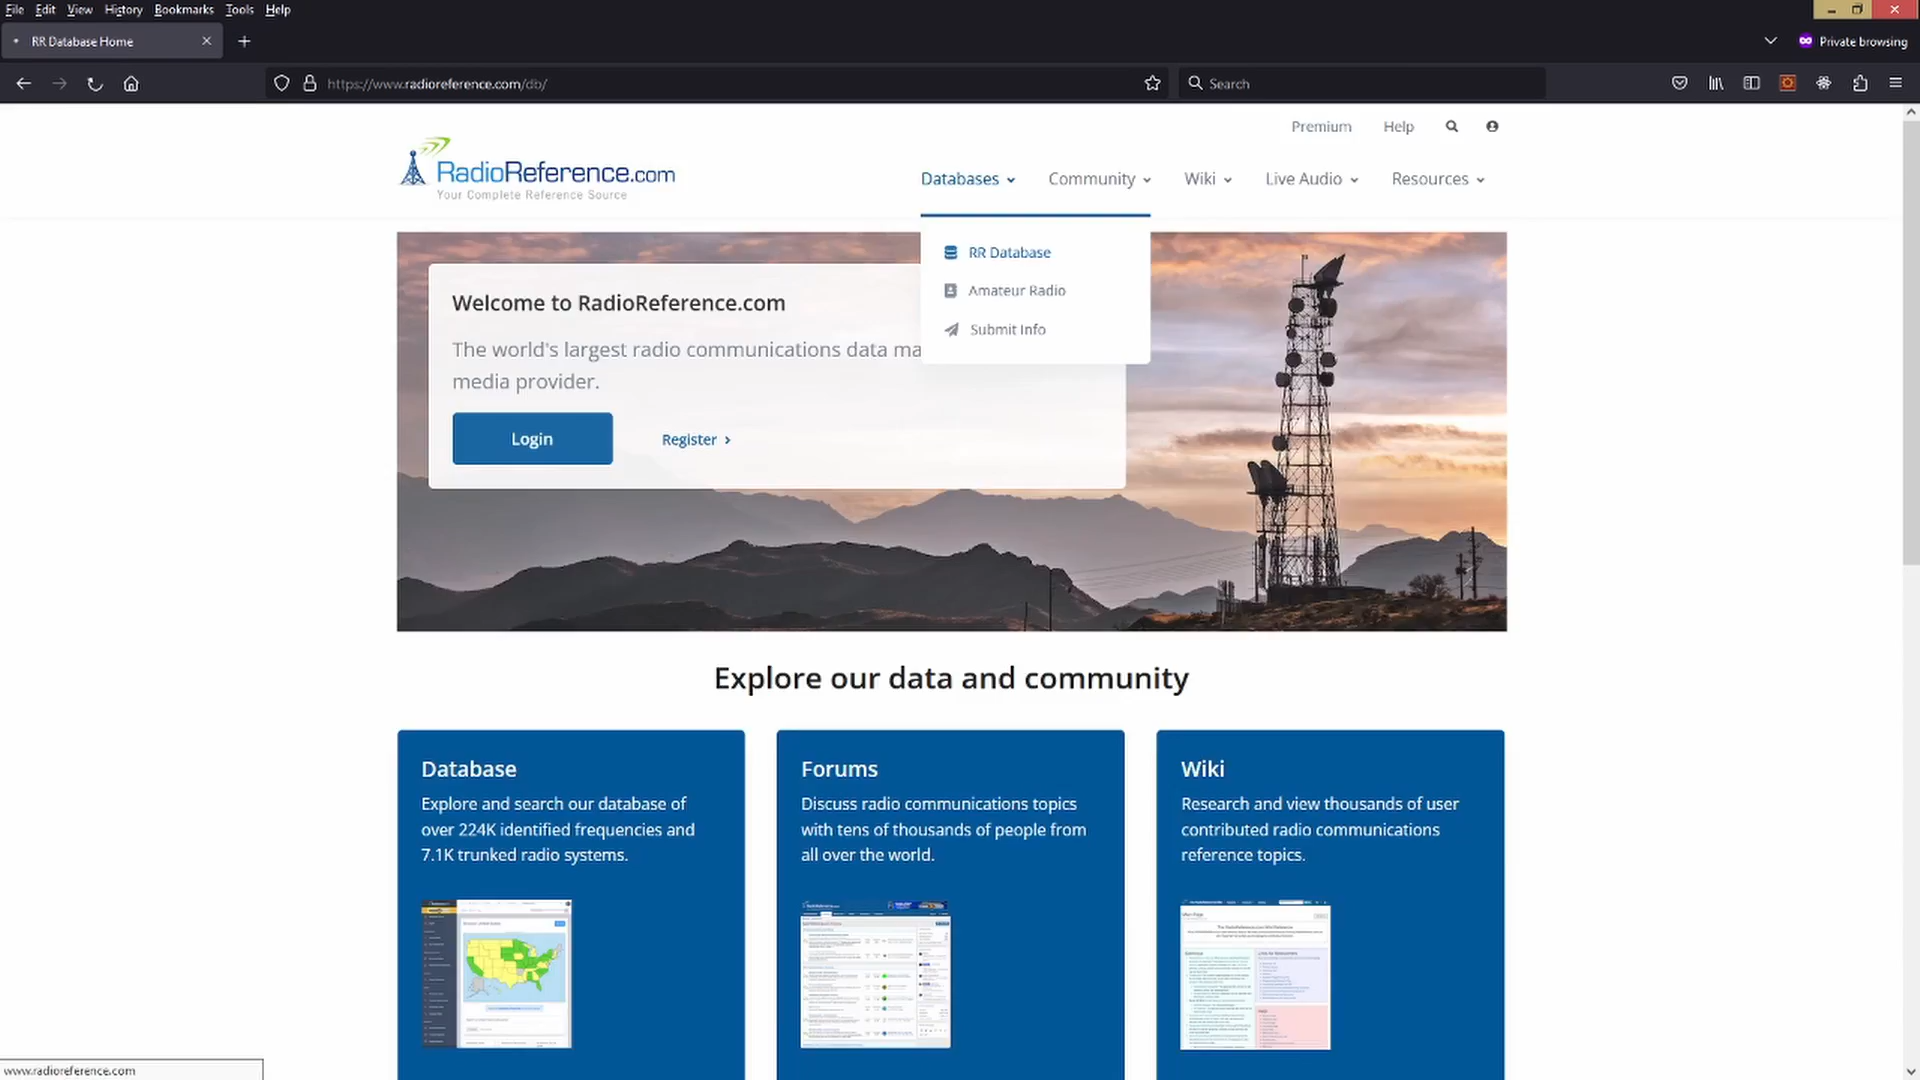 File Edit View History Bookmarks Tools Help
RR Database Home
Private browsing
https://www.radioreference.com/db/
Search
Premium Help
RadioReference.com
Your Complete Reference Source
Databases Community Wiki Live Audio Resources
RR Database
Amateur Radio
Submit Info
Welcome to RadioReference.com
The world's largest radio communications data ma
media provider.
Login Register
Explore our data and community
Database
Explore and search our database of
over 224K identified frequencies and
7.1K trunked radio systems.
Forums
Discuss radio communications topics
with tens of thousands of people from
all over the world.
Wiki
Research and view thousands of user
contributed radio communications
reference topics.
www.radioreference.com